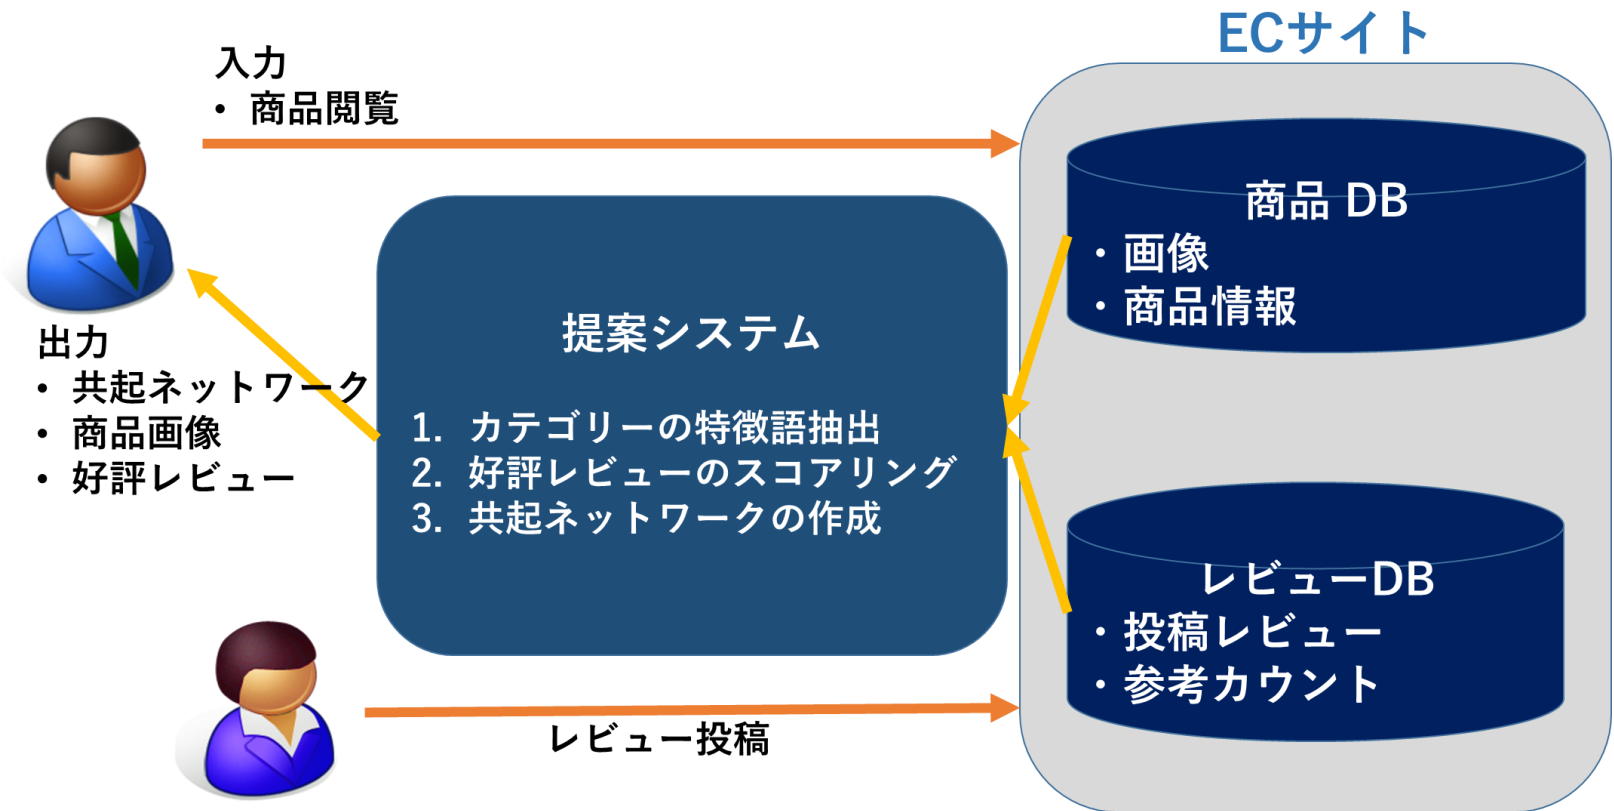 ECサイト
入力
• 商品閲覧
商品 DB
・画像
・商品情報
提案システム
1. カテゴリーの特徴語抽出
2. 好評レビューのスコアリング
3. 共起ネットワークの作成
出力
• 共起ネットワーク
• 商品画像
• 好評レビュー
レビューDB
・投稿レビュー
・参考カウント
レビュー投稿